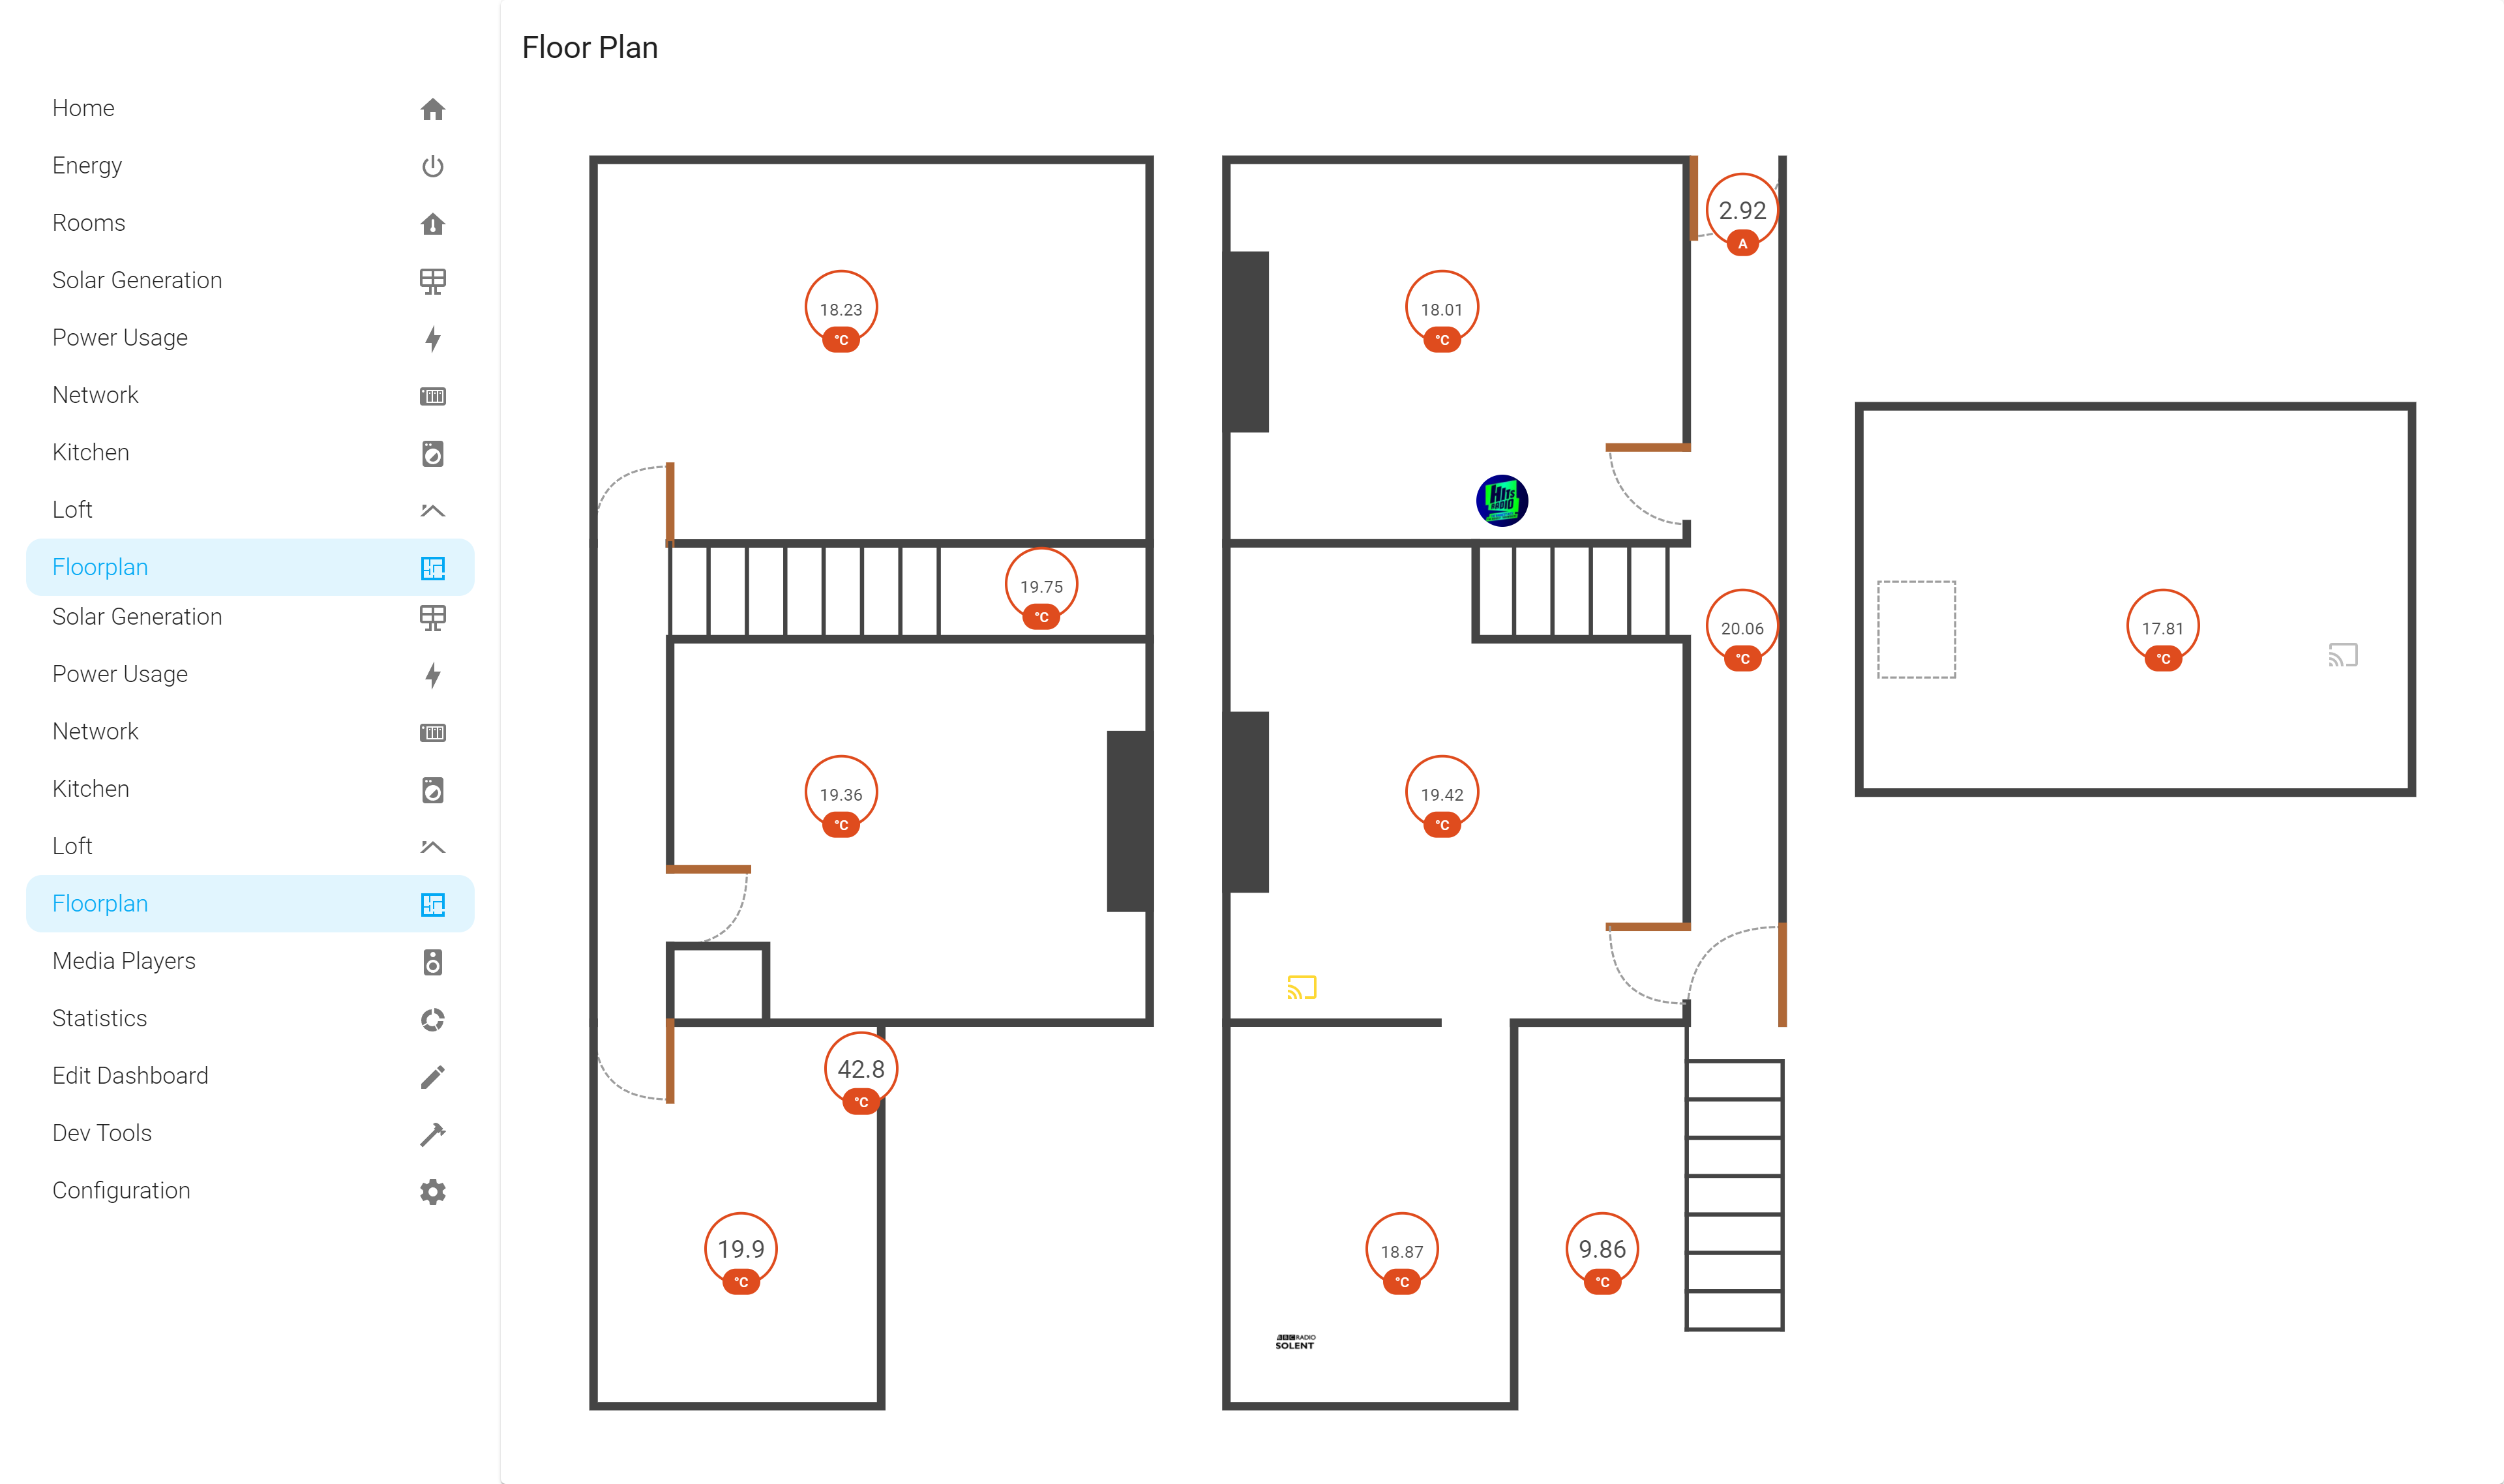 Floor Plan
Home
Energy
Rooms
Solar Generation
Power Usage
Network
Kitchen
Loft
Floorplan
Solar Generation
Power Usage
Network
Kitchen
Loft
Floorplan
Media Players
Statistics
Edit Dashboard
Dev Tools
Configuration
18.23
°C
19.75
°C
19.36
°C
42.8
°C
19.9
°C
2.92
A
18.01
°C
HITS
RADIO
20.06
°C
19.42
°C
18.87
°C
9.86
°C
BBC RADIO
SOLENT
17.81
°C